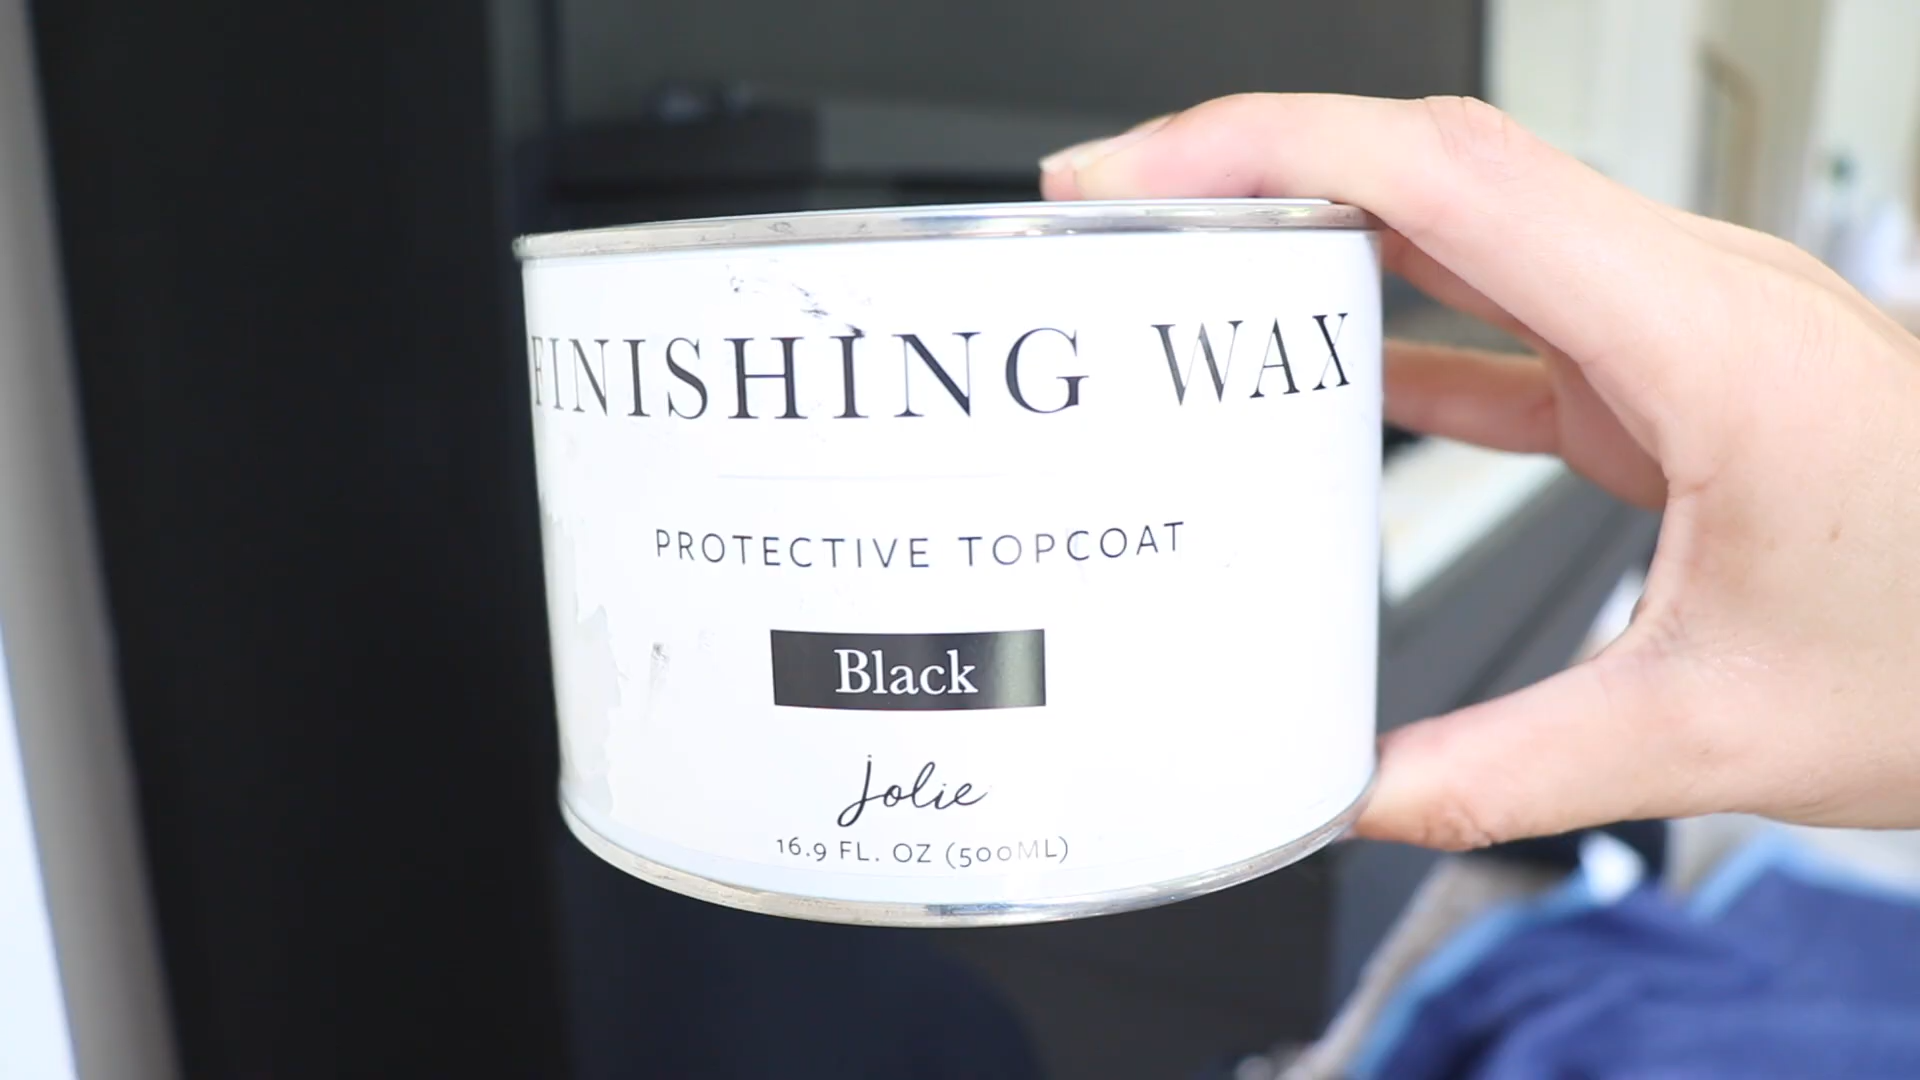 FINISHING WAX
PROTECTIVE TOPCOAT
Black
Jolie
16.9 FL. OZ (500ML)